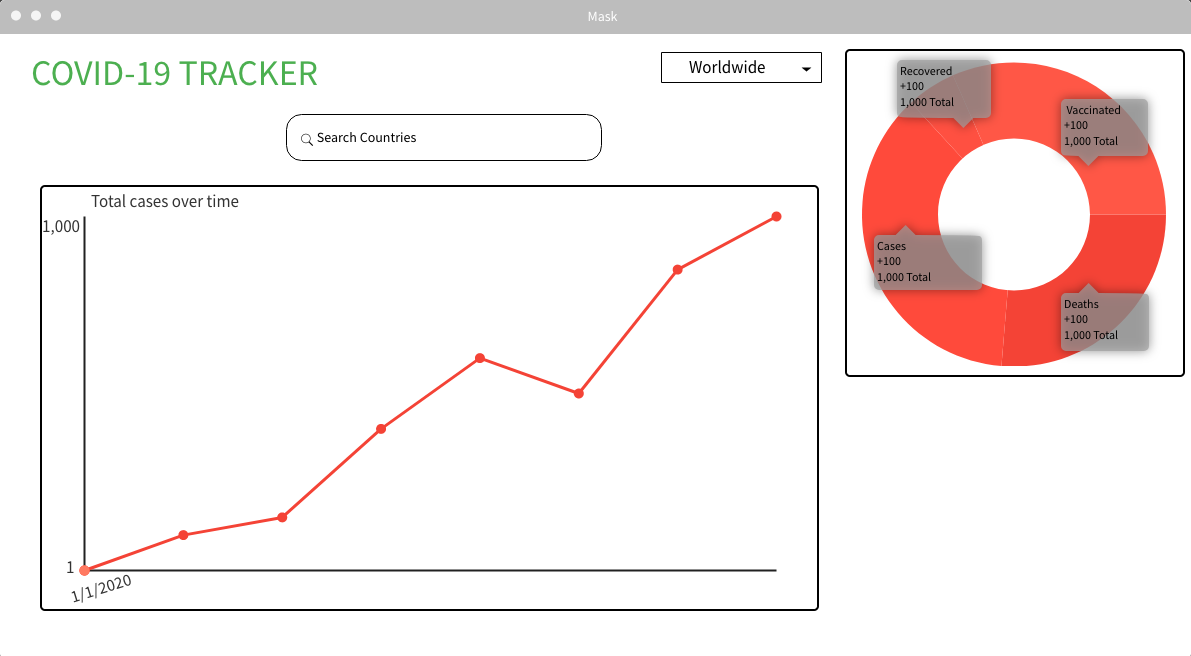 Mask
COVID-19 TRACKER
Worldwide
Search Countries
Total cases over time
1,000
1
1/1/2020
Recovered
+100
1,000 Total
Vaccinated
+100
1,000 Total
Cases
+100
1,000 Total
Deaths
+100
1,000 Total